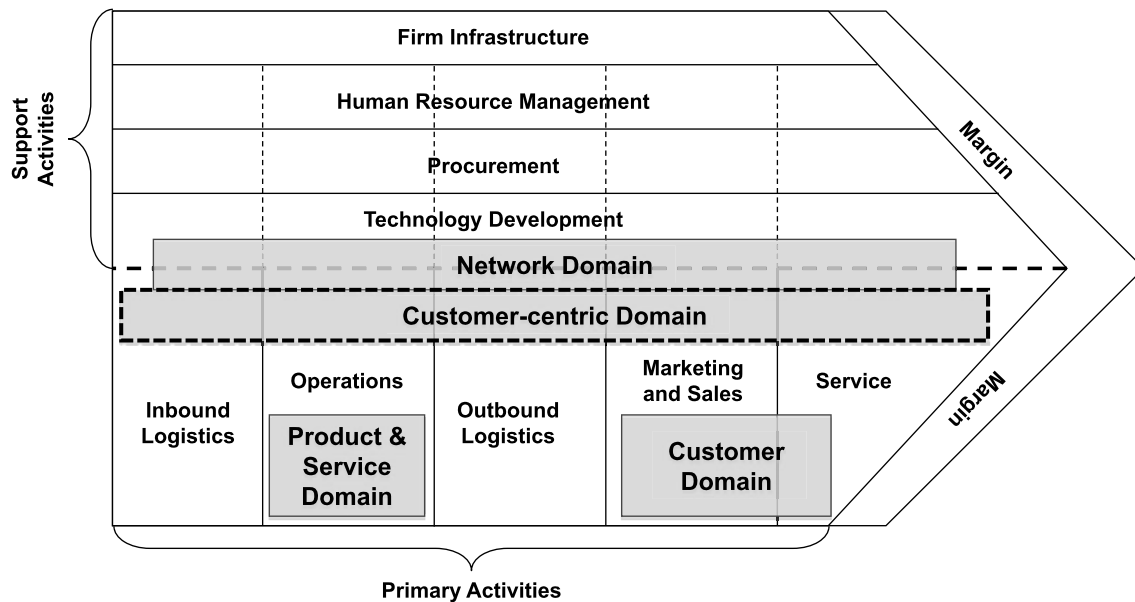 Firm Infrastructure
Human Resource Management
Procurement
Technology Development
Support
Activities
Margin
Network Domain
Customer-centric Domain
Inbound
Logistics
Operations
Product &
Service
Domain
Outbound
Logistics
Marketing
and Sales
Customer
Domain
Service
Margin
Primary Activities